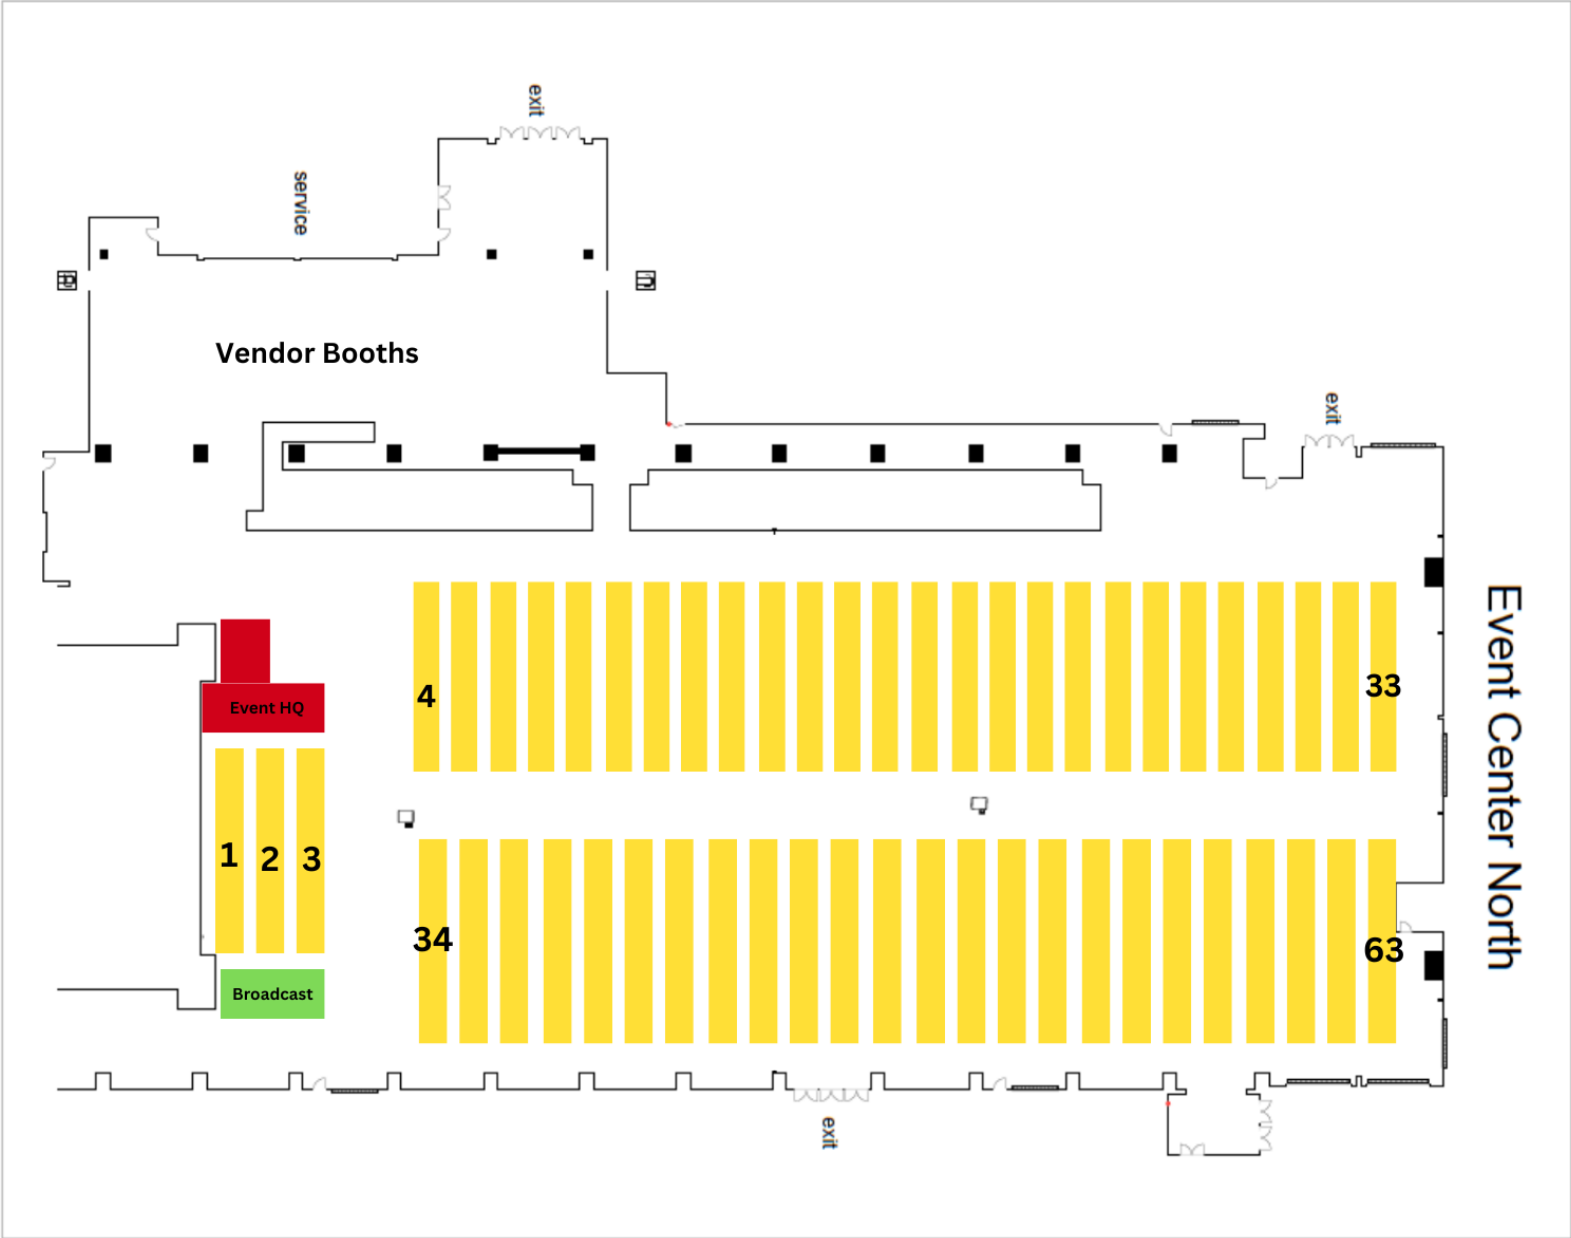 exit
service
Vendor Booths
exit
Event HQ
4
33
1
2
3
34
63
Broadcast
exit
Event Center North